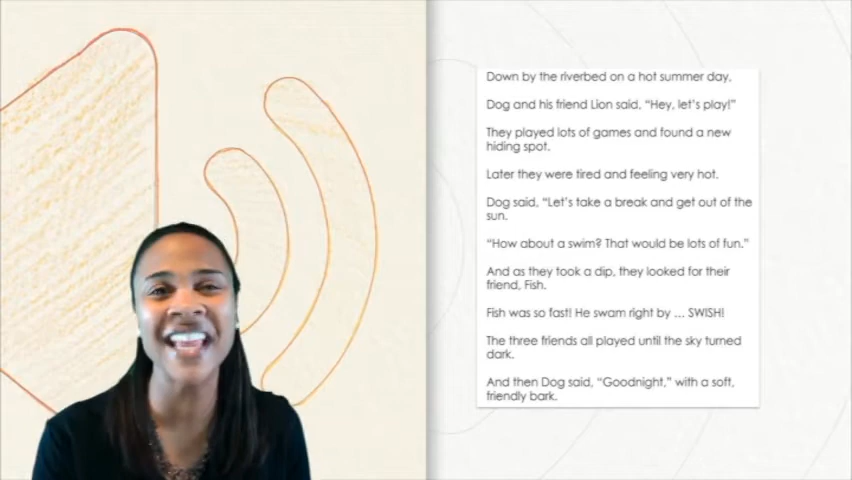 Down by the riverbed on a hot summer day,
Dog and his friend Lion said, “Hey, let’s play!”
They played lots of games and found a new
hiding spot.
Later they were tired and feeling very hot.
Dog said, “Let’s take a break and get out of the
sun.
“How about a swim? That would be lots of fun.”
And as they took a dip, they looked for their
friend, Fish.
Fish was so fast! He swam right by … SWISH!
The three friends all played until the sky turned
dark.
And then Dog said, “Goodnight,” with a soft,
friendly bark.